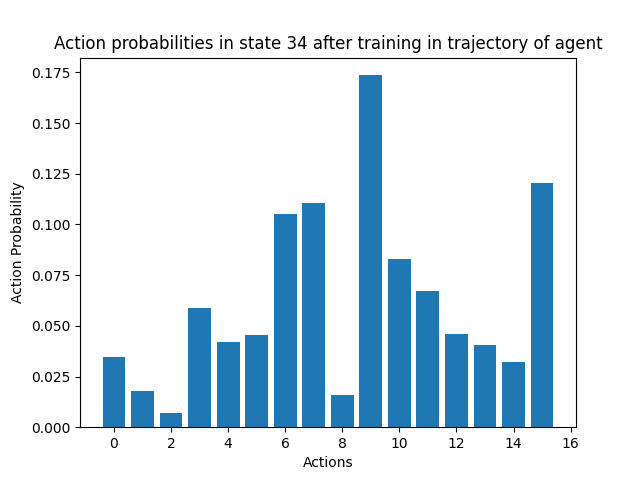 Action probabilities in state 34 after training in trajectory of agent
0.175
0.150
0.125
0.100
0.075
0.050
0.025
0.000
Action Probability
0 2 4 6 8 10 12 14 16
Actions